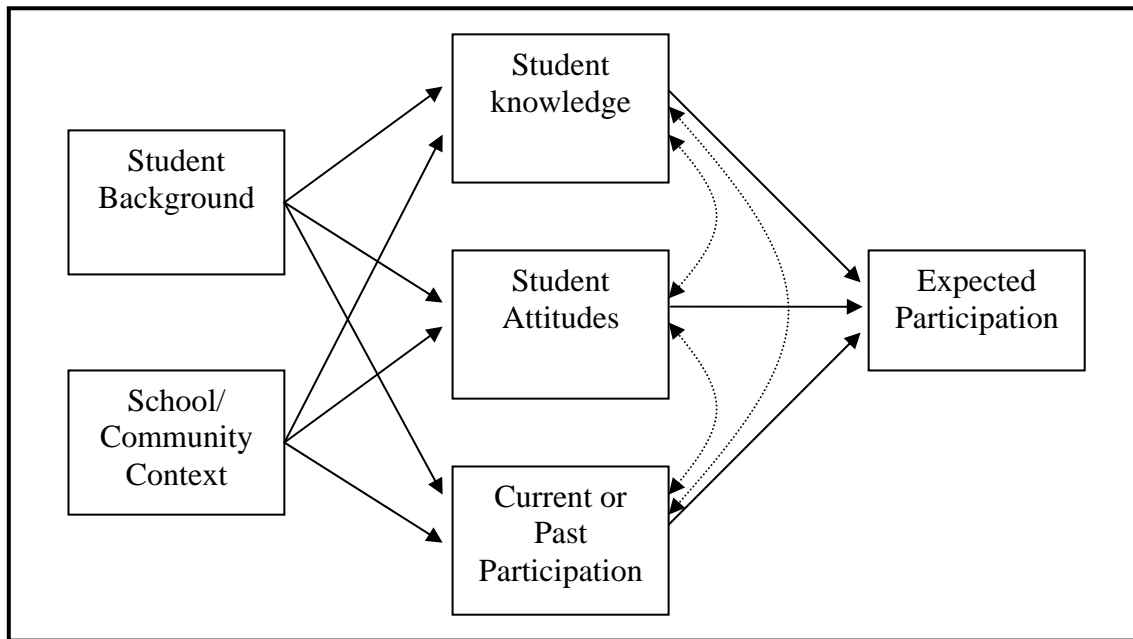 Student
Background
School/
Community
Context
Student
knowledge
Student
Attitudes
Current or
Past
Participation
Expected
Participation